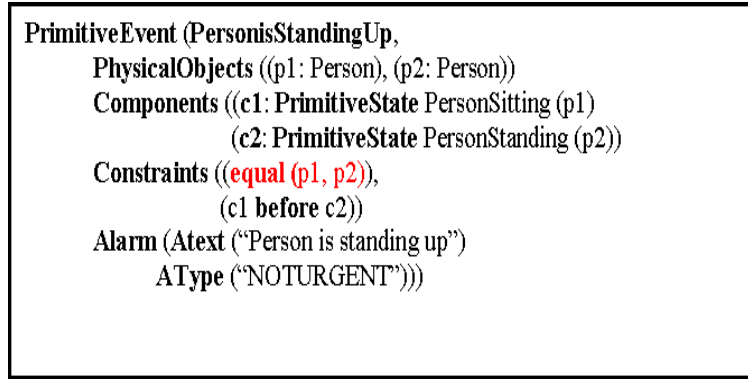 PrimitiveEvent (PersonisStandingUp,
PhysicalObjects ((p1: Person), (p2: Person))
Components ((c1: PrimitiveState PersonSitting (p1)
(c2: PrimitiveState PersonStanding (p2))
Constraints ((equal (p1, p2)),
(c1 before c2))
Alarm (Atext (“Person is standing up”)
AType (“NOTURGENT”)))